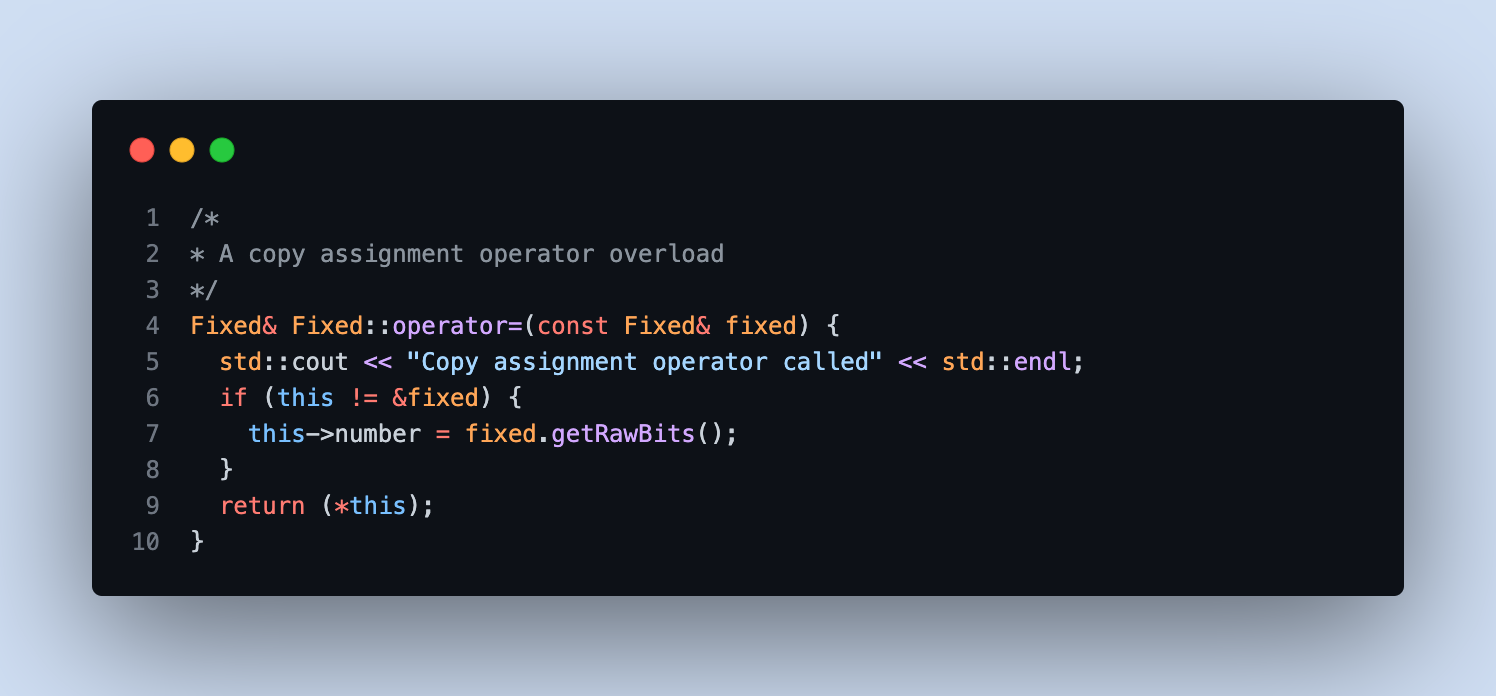 1 /*
2 * A copy assignment operator overload
3 */
4 Fixed& Fixed::operator=(const Fixed& fixed) {
5   std::cout << "Copy assignment operator called" << std::endl;
6   if (this != &fixed) {
7     this->number = fixed.getRawBits();
8   }
9   return (*this);
10 }